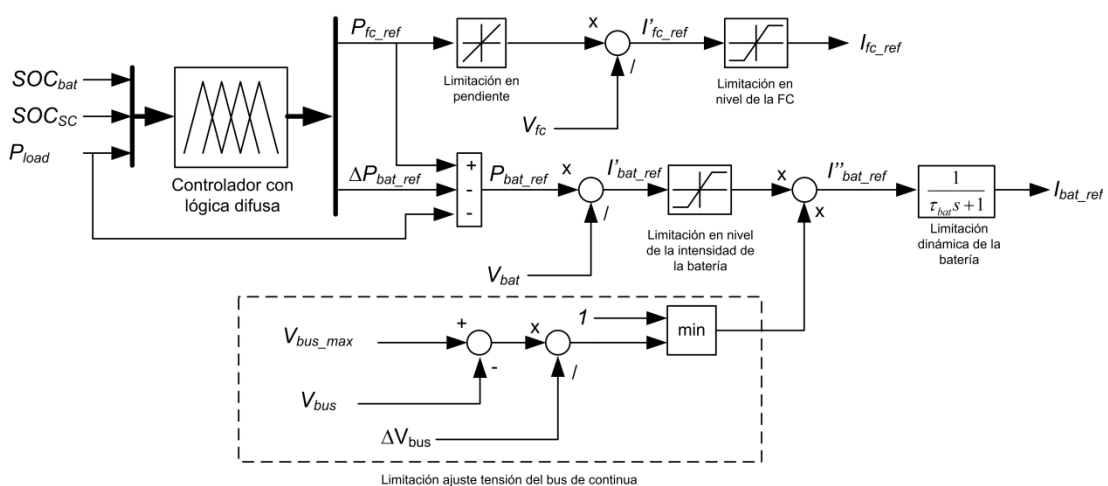 P_fc_ref
x
I'_fc_ref
I_fc_ref
/
Limitación en
pendiente
Limitación en
nivel de la FC
V_fc
SOC_bat
SOC_SC
P_load
Controlador con
lógica difusa
ΔP_bat_ref
+
-
-
P_bat_ref
x
/
I'_bat_ref
x
x
I''_bat_ref
1
τ_bat s+1
I_bat_ref
V_bat
Limitación en nivel
de la intensidad de
la batería
Limitación
dinámica de la
batería
V_bus_max
+
-
x
/
1
min
V_bus
ΔV_bus
Limitación ajuste tensión del bus de continua